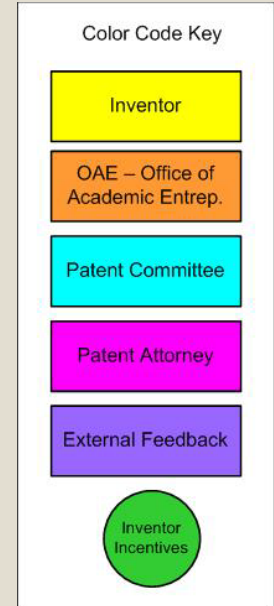 Color Code Key
Inventor
OAE – Office of
Academic Entrep.
Patent Committee
Patent Attorney
External Feedback
Inventor
Incentives